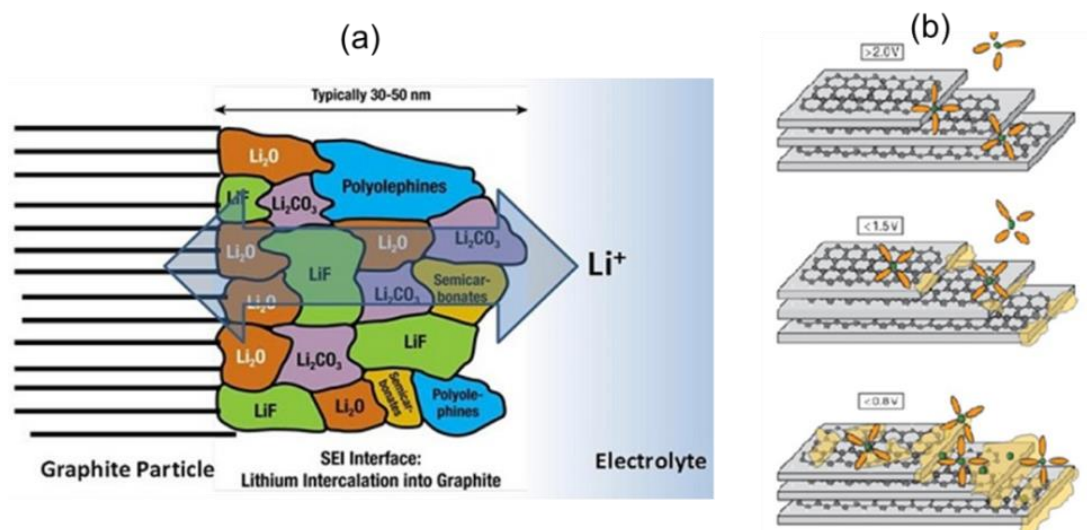 (a)
Typically 30-50 nm
Li₂O
Polyolephines
LiF
Li₂CO₃
Li₂O
Li₂O
Li₂CO₃
LiF
Li₂CO₃
Semicar-
bonates
Li₂O
Li₂O
Li₂CO₃
LiF
LiF
Li₂O
Semicar-
bonates
Polyole-
phines
Li⁺
Graphite Particle
SEI Interface:
Lithium Intercalation into Graphite
Electrolyte
(b)
>2.0V
<1.5V
<0.8V